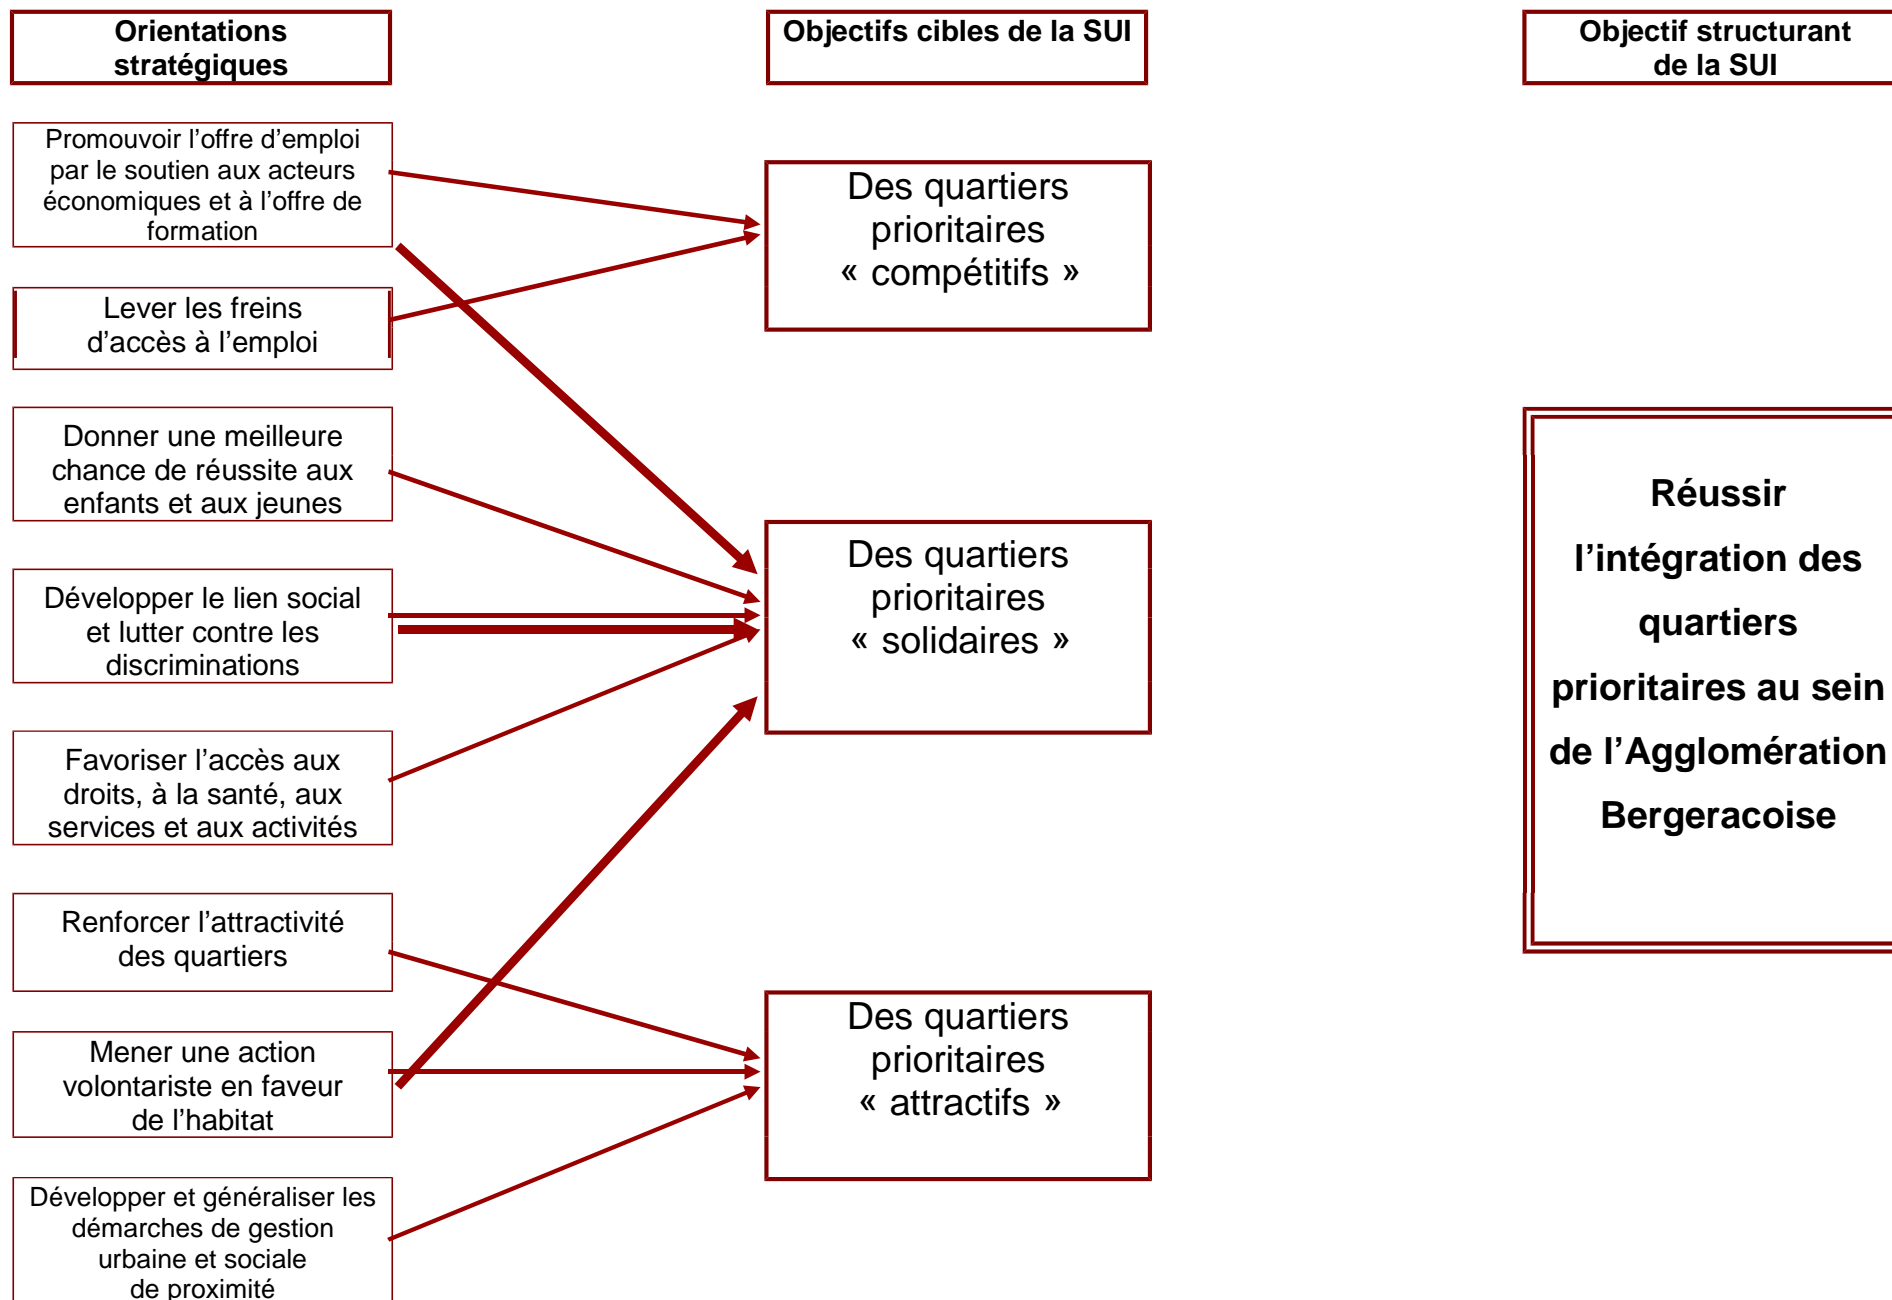 Orientations
stratégiques
Objectifs cibles de la SUI
Objectif structurant
de la SUI
Promouvoir l’offre d’emploi
par le soutien aux acteurs
économiques et à l’offre de
formation
Lever les freins
d’accès à l’emploi
Donner une meilleure
chance de réussite aux
enfants et aux jeunes
Développer le lien social
et lutter contre les
discriminations
Favoriser l’accès aux
droits, à la santé, aux
services et aux activités
Renforcer l’attractivité
des quartiers
Mener une action
volontariste en faveur
de l’habitat
Développer et généraliser les
démarches de gestion
urbaine et sociale
de proximité
Des quartiers
prioritaires
« compétitifs »
Des quartiers
prioritaires
« solidaires »
Des quartiers
prioritaires
« attractifs »
Réussir
l’intégration des
quartiers
prioritaires au sein
de l’Agglomération
Bergeracoise